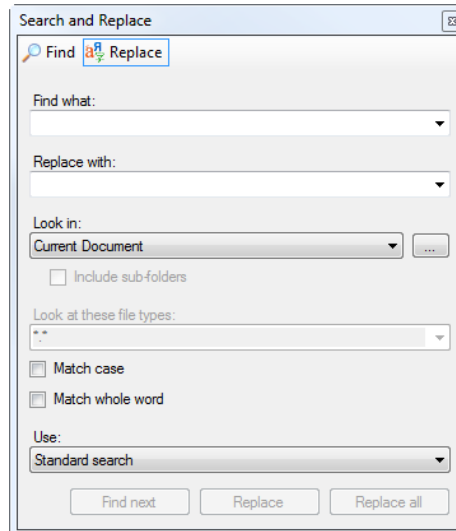 Search and Replace
Find Replace
Find what:
Replace with:
Look in:
Current Document
...
Include sub-folders
Look at these file types:
*.*
Match case
Match whole word
Use:
Standard search
Find next Replace Replace all